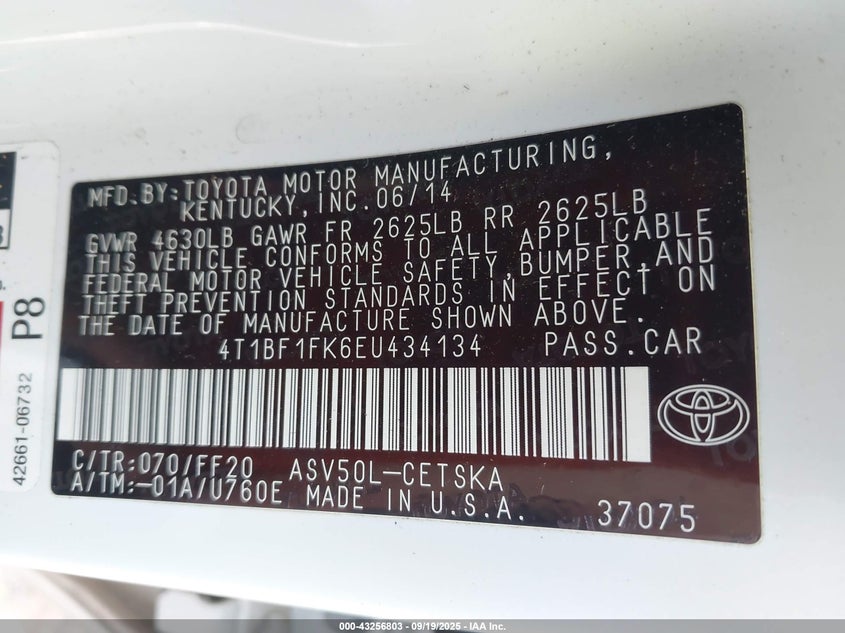 MFD.BY:TOYOTA MOTOR MANUFACTURING,
KENTUCKY,INC.06/14
GVWR 4630LB GAWR FR 2625LB RR 2625LB
THIS VEHICLE CONFORMS TO ALL APPLICABLE
FEDERAL MOTOR VEHICLE SAFETY,BUMPER,AND
THEFT PREVENTION STANDARDS IN EFFECT ON
THE DATE OF MANUFACTURE SHOWN ABOVE.
4T1BF1FK6EU434134 PASS.CAR
C/TR:070/FF20 ASV50L-CETSKA
A/TM:-01A/U760E MADE IN U.S.A. 37075
42661-06732 P8
000-43256803 - 09/19/2025 - IAA Inc.